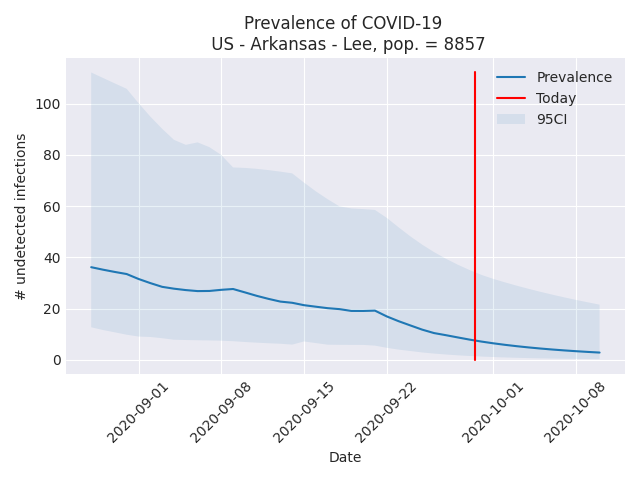 Prevalence of COVID-19
US - Arkansas - Lee, pop. = 8857
Prevalence
Today
95CI
# undetected infections
100
80
60
40
20
0
2020-09-01
2020-09-08
2020-09-15
2020-09-22
2020-10-01
2020-10-08
Date